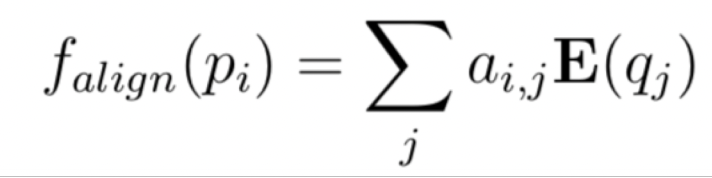 f_{align}(p_i) = \sum_j a_{i,j} \mathbf{E}(q_j)